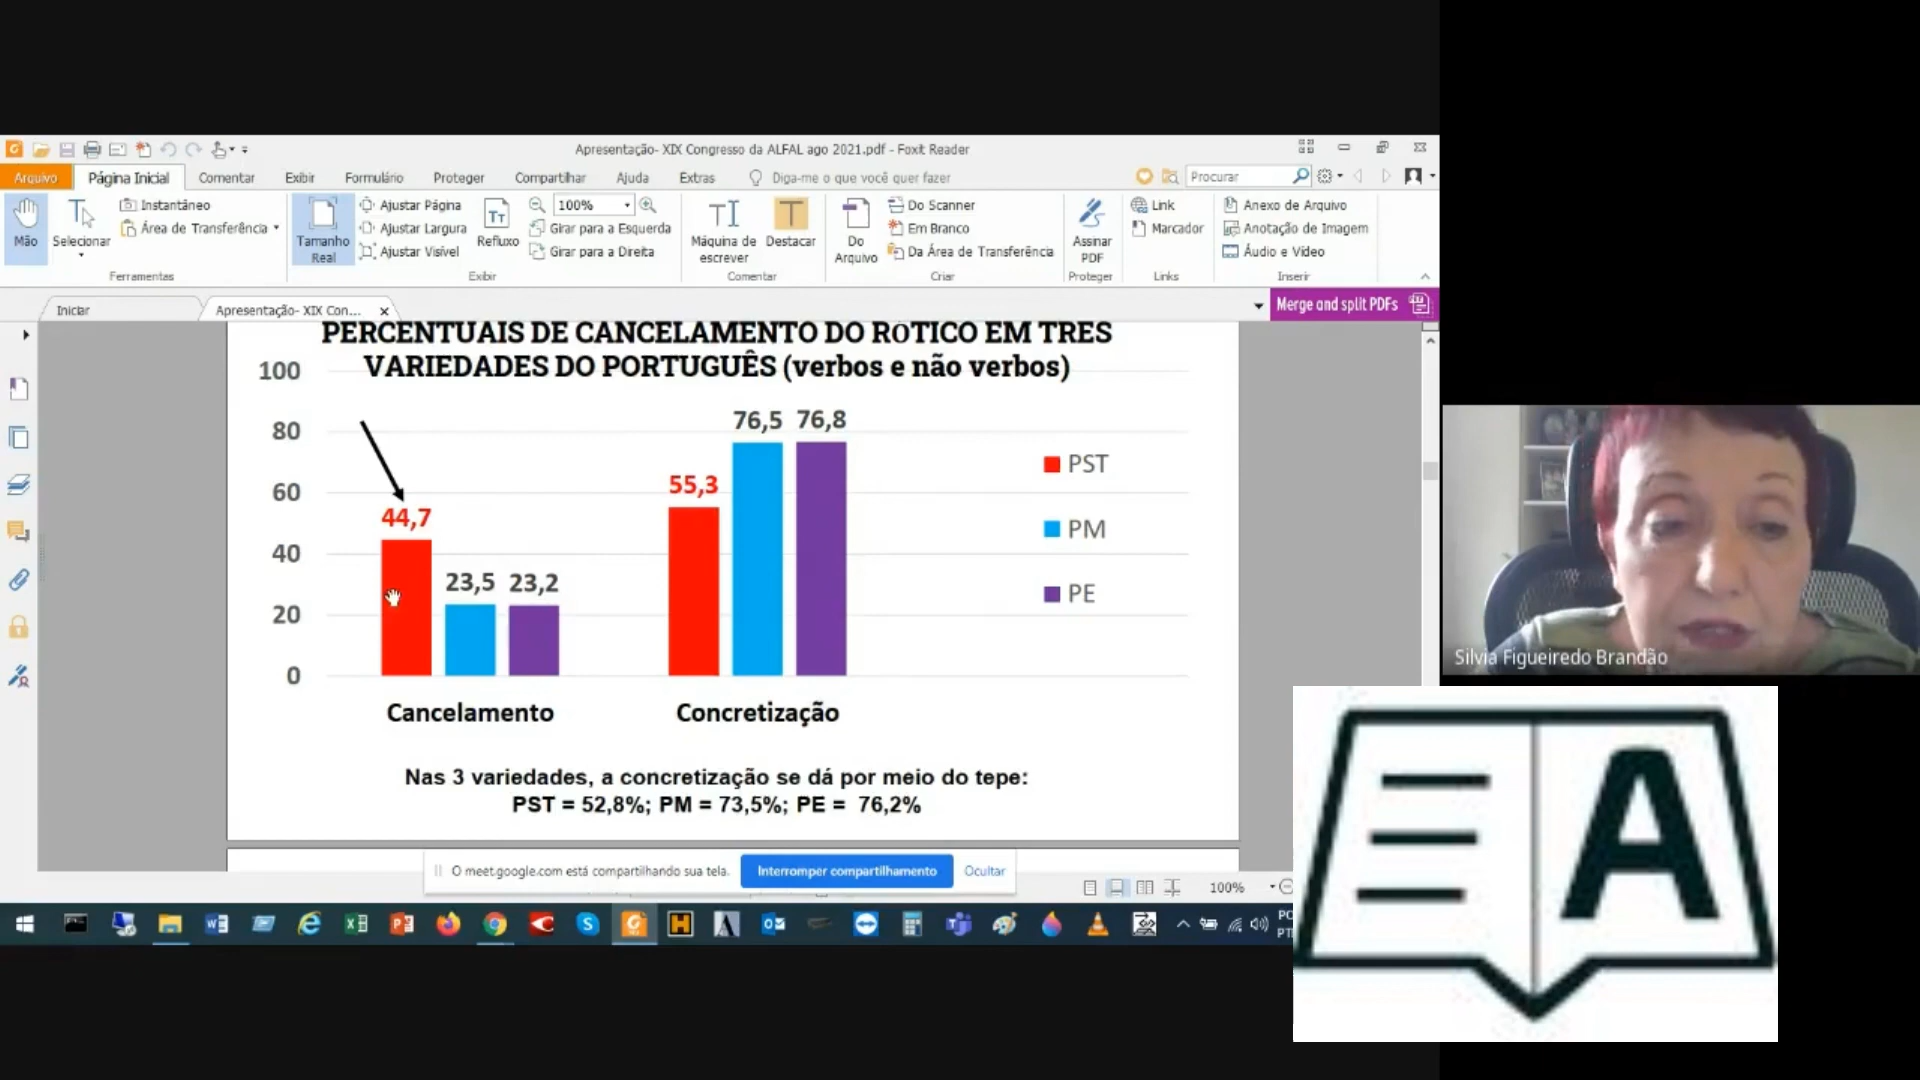 Apresentação- XIX Congresso da ALFAL ago 2021.pdf - Foxit Reader
Arquivo
Página Inicial
Comentar
Exibir
Formulário
Proteger
Compartilhar
Ajuda
Extras
Diga-me o que você quer fazer
Procurar
Mão
Selecionar
Instantâneo
Área de Transferência
Ferramentas
Tamanho
Real
Ajustar Página
Ajustar Largura
Ajustar Visível
Refluxo
100%
Girar para a Esquerda
Girar para a Direita
Exibir
Máquina de
escrever
Destacar
Comentar
Do
Arquivo
Do Scanner
Em Branco
Da Área de Transferência
Criar
Assinar
PDF
Proteger
Link
Marcador
Links
Anexo de Arquivo
Anotação de Imagem
Áudio e Vídeo
Inserir
Iniciar
Apresentação- XIX Con...
Merge and split PDFs
PERCENTUAIS DE CANCELAMENTO DO RÓTICO EM TRÊS
VARIEDADES DO PORTUGUÊS (verbos e não verbos)
100
80
60
40
20
0
44,7
23,5
23,2
55,3
76,5
76,8
PST
PM
PE
Cancelamento
Concretização
Nas 3 variedades, a concretização se dá por meio do tepe:
PST = 52,8%; PM = 73,5%; PE = 76,2%
O meet.google.com está compartilhando sua tela.
Interromper compartilhamento
Ocultar
100%
Silvia Figueiredo Brandão
A